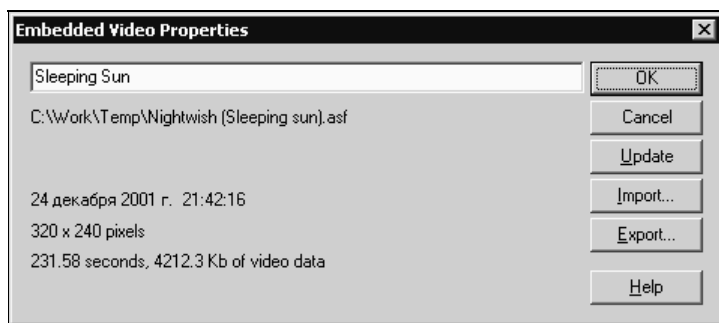 Embedded Video Properties
Sleeping Sun
OK
C:\Work\Temp\Nightwish (Sleeping sun).asf
Cancel
Update
24 декабря 2001 г. 21:42:16
Import...
320 x 240 pixels
Export...
231.58 seconds, 4212.3 Kb of video data
Help